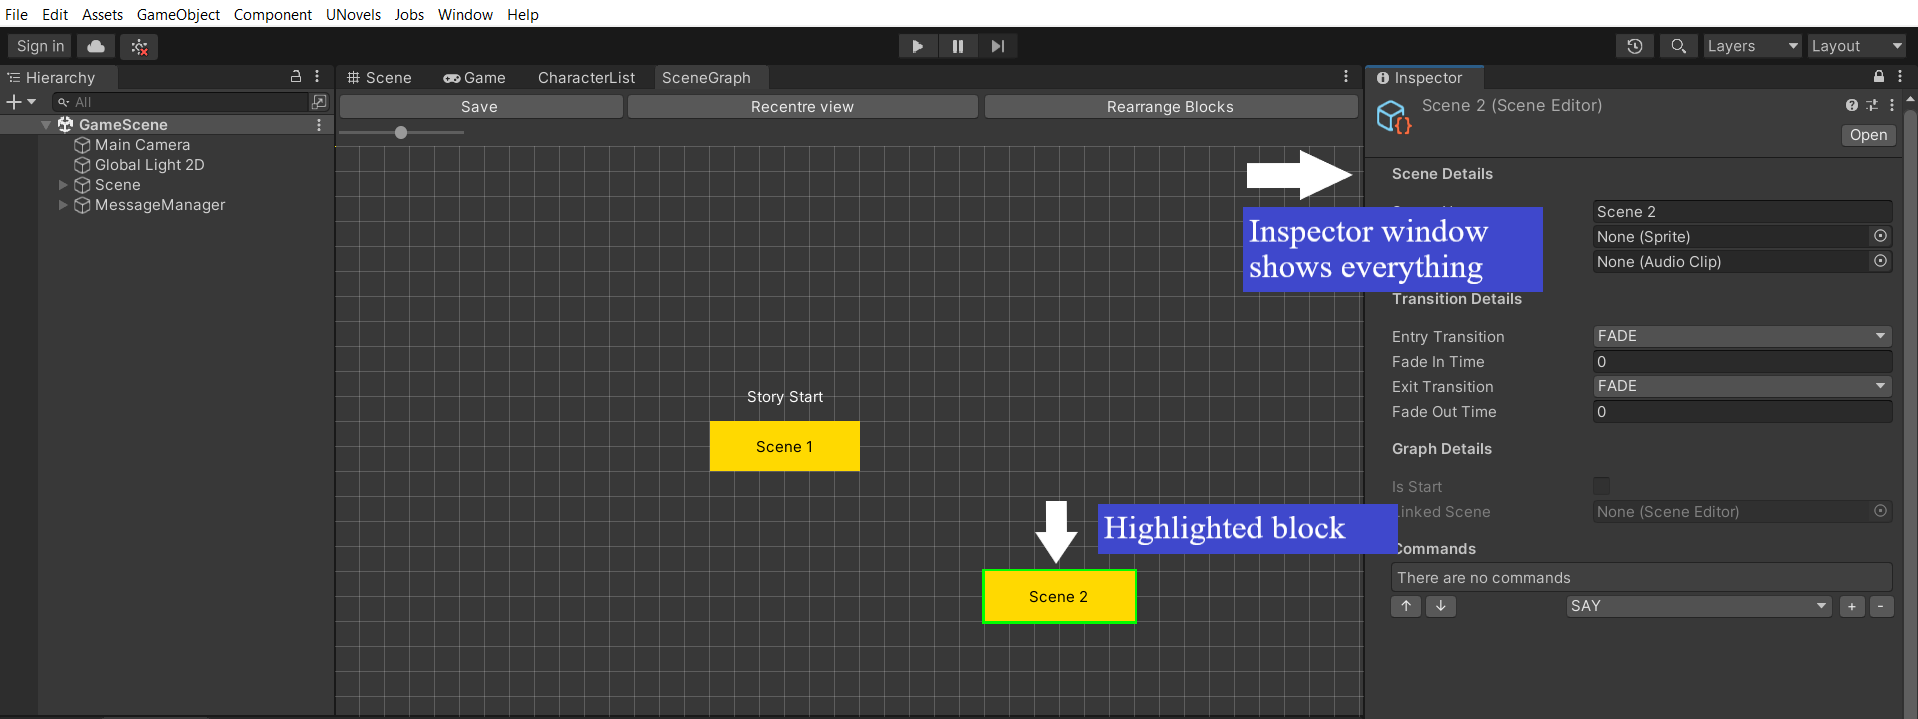 File Edit Assets GameObject Component UNovels Jobs Window Help
Sign in
Layers
Layout
Hierarchy
All
GameScene
Main Camera
Global Light 2D
Scene
MessageManager
Scene Game CharacterList SceneGraph
Save Recentre view Rearrange Blocks
Story Start
Scene 1
Highlighted block
Scene 2
Inspector window
shows everything
Inspector
Scene 2 (Scene Editor)
Open
Scene Details
Scene 2
None (Sprite)
None (Audio Clip)
Transition Details
Entry Transition FADE
Fade In Time 0
Exit Transition FADE
Fade Out Time 0
Graph Details
Is Start
Linked Scene None (Scene Editor)
Commands
There are no commands
SAY + -